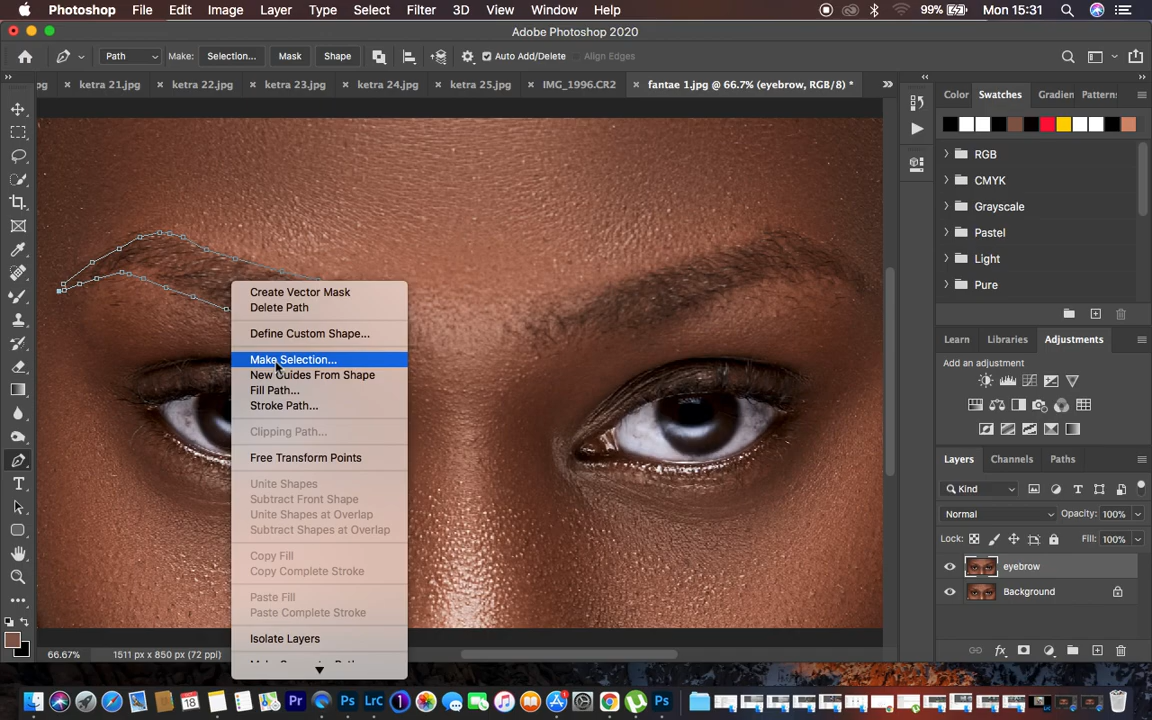 Photoshop File Edit Image Layer Type Select Filter 3D View Window Help 99% Mon 15:31
Adobe Photoshop 2020
Path Make: Selection... Mask Shape Auto Add/Delete Align Edges
pg × ketra 21.jpg × ketra 22.jpg × ketra 23.jpg × ketra 24.jpg × ketra 25.jpg × IMG_1996.CR2 × fantae 1.jpg @ 66.7% (eyebrow, RGB/8) *
Color Swatches Gradien Pattern
RGB
CMYK
Grayscale
Pastel
Light
Pure
Learn Libraries Adjustments
Add an adjustment
Layers Channels Paths
Kind
Normal Opacity: 100%
Lock: Fill: 100%
eyebrow
Background
Create Vector Mask
Delete Path
Define Custom Shape...
Make Selection...
New Guides From Shape
Fill Path...
Stroke Path...
Clipping Path...
Free Transform Points
Unite Shapes
Subtract Front Shape
Unite Shapes at Overlap
Subtract Shapes at Overlap
Copy Fill
Copy Complete Stroke
Paste Fill
Paste Complete Stroke
Isolate Layers
66.67% 1511 px x 850 px (72 ppi)
18 Pr Ps LrC 1 Ps